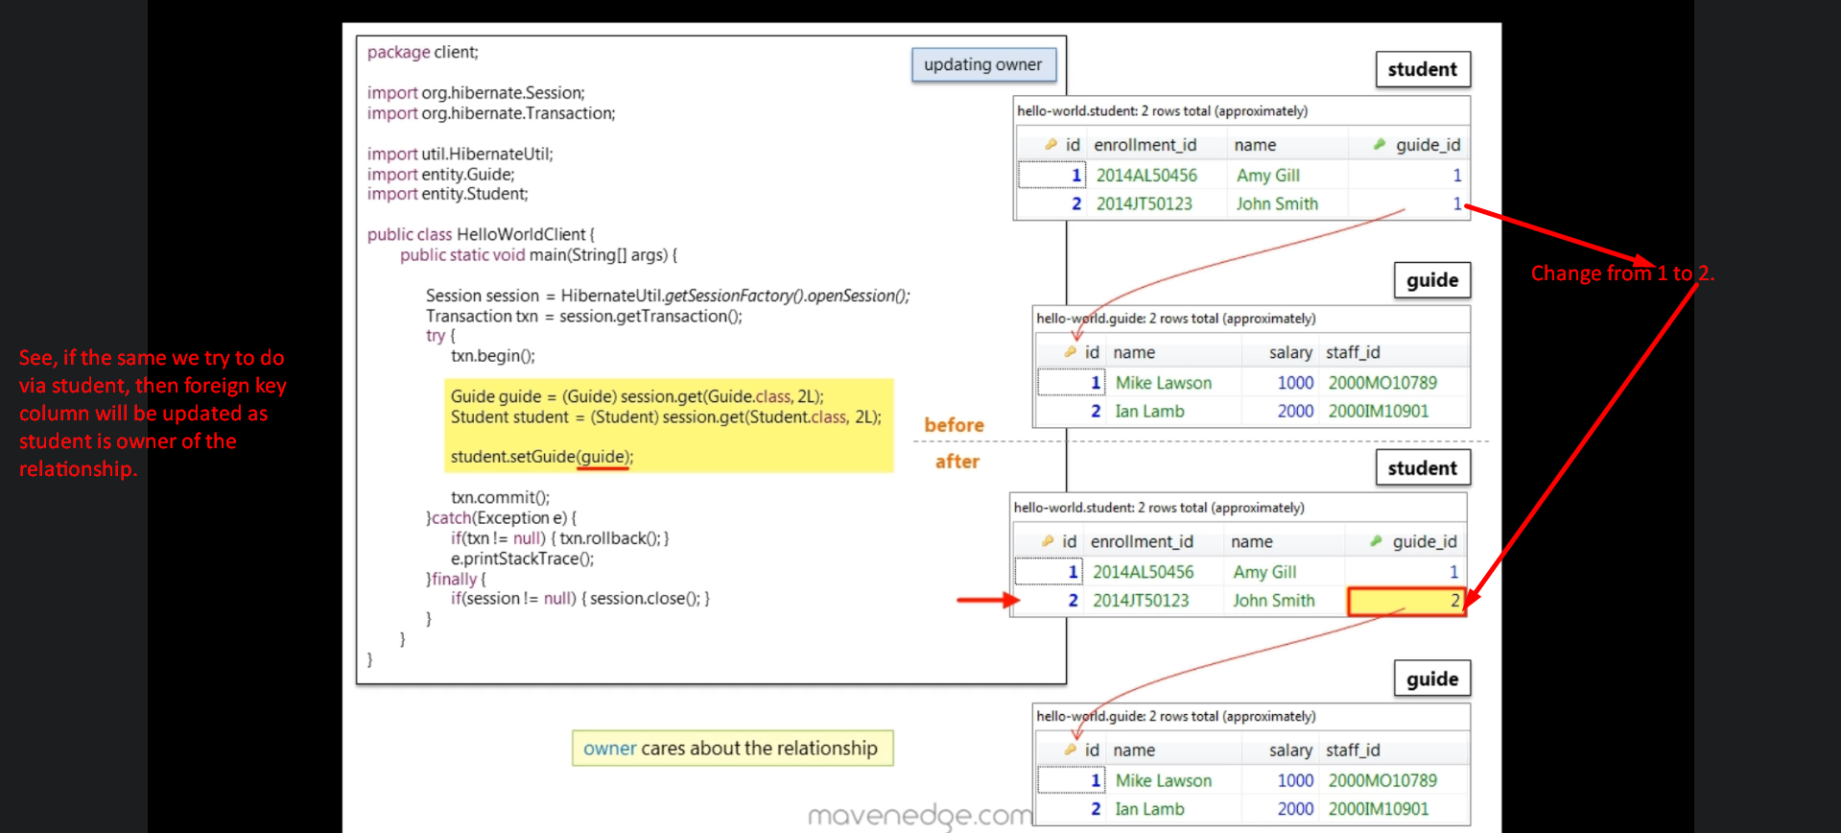 package client;
import org.hibernate.Session;
import org.hibernate.Transaction;
import util.HibernateUtil;
import entity.Guide;
import entity.Student;
public class HelloWorldClient {
public static void main(String[] args) {
Session session = HibernateUtil.getSessionFactory().openSession();
Transaction txn = session.getTransaction();
try {
txn.begin();
Guide guide = (Guide) session.get(Guide.class, 2L);
Student student = (Student) session.get(Student.class, 2L);
student.setGuide(guide);
txn.commit();
}catch(Exception e) {
if(txn != null) { txn.rollback(); }
e.printStackTrace();
}finally {
if(session != null) { session.close(); }
}
}
}
updating owner
student
hello-world.student: 2 rows total (approximately)
id enrollment_id name guide_id
1 2014AL50456 Amy Gill 1
2 2014JT50123 John Smith 1
guide
hello-world.guide: 2 rows total (approximately)
id name salary staff_id
1 Mike Lawson 1000 2000MO10789
2 Ian Lamb 2000 2000IM10901
before
after
student
hello-world.student: 2 rows total (approximately)
id enrollment_id name guide_id
1 2014AL50456 Amy Gill 1
2 2014JT50123 John Smith 2
guide
hello-world.guide: 2 rows total (approximately)
id name salary staff_id
1 Mike Lawson 1000 2000MO10789
2 Ian Lamb 2000 2000IM10901
owner cares about the relationship
mavenedge.com
See, if the same we try to do
via student, then foreign key
column will be updated as
student is owner of the
relationship.
Change from 1 to 2.